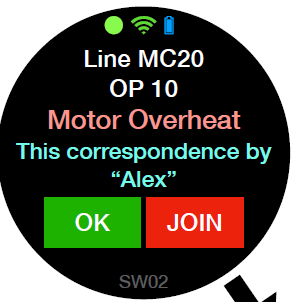 Line MC20
OP 10
Motor Overheat
This correspondence by
“Alex”
OK JOIN
SW02